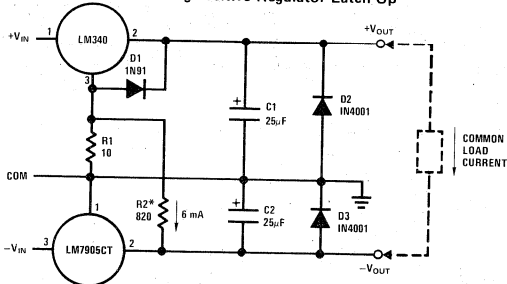 Regulator Latch Up
+VIN 1 LM340 2 +VOUT
D1
1N91
3
C1
25µF
D2
IN4001
R1
10
COMMON
LOAD
CURRENT
COM
1
R2*
820
6 mA
C2
25µF
D3
IN4001
−VIN 3 LM7905CT 2
−VOUT